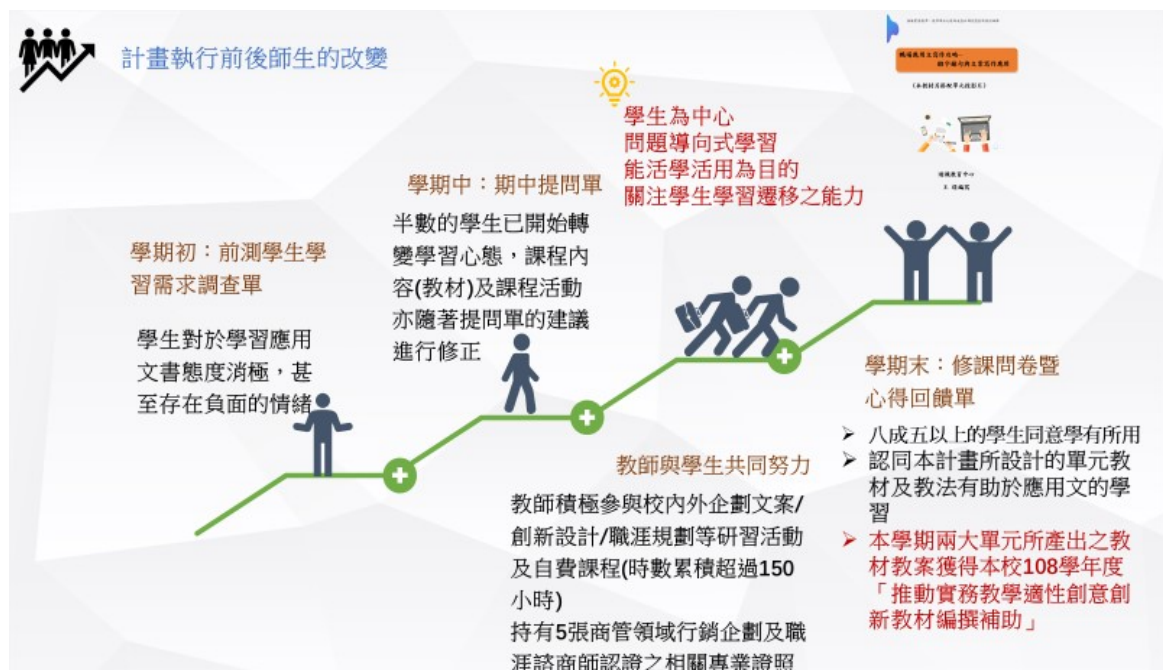 計畫執行前後師生的改變
學期初：前測學生學
習需求調查單
學生對於學習應用
文書態度消極，甚
至存在負面的情緒
學期中：期中提問單
半數的學生已開始轉
變學習心態，課程內
容(教材)及課程活動
亦隨著提問單的建議
進行修正
學生為中心
問題導向式學習
能活學活用為目的
關注學生學習遷移之能力
教師與學生共同努力
教師積極參與校內外企劃文案/
創新設計/職涯規劃等研習活動
及自費課程(時數累積超過150
小時)
持有5張商管領域行銷企劃及職
涯諮商師認證之相關專業證照
學期末：修課問卷暨
心得回饋單
➢ 八成五以上的學生同意學有所用
➢ 認同本計畫所設計的單元教
材及教法有助於應用文的學
習
➢ 本學期兩大單元所產出之教
材教案獲得本校108學年度
「推動實務教學適性創意創
新教材編撰補助」